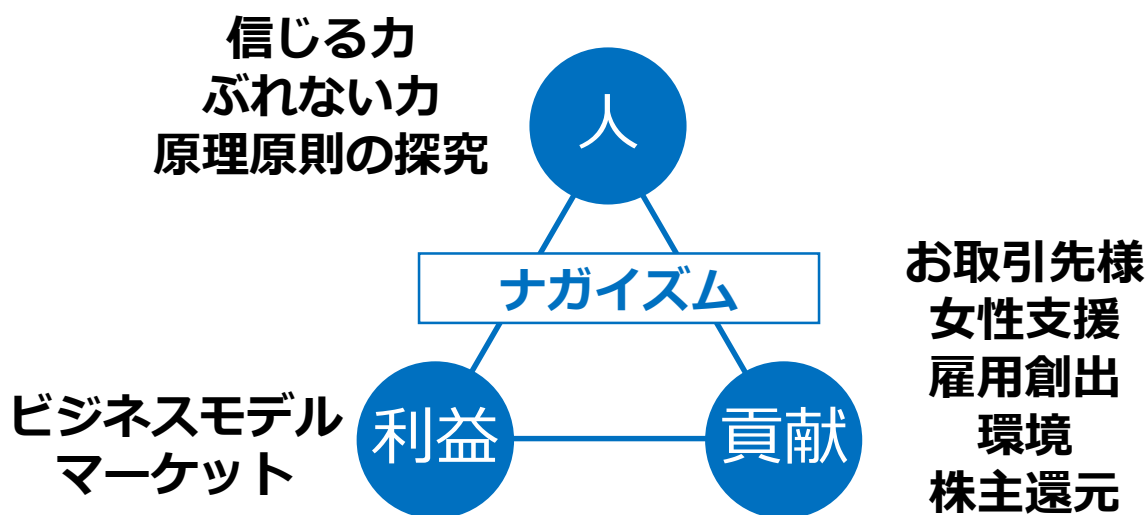 信じる力
ぶれない力
原理原則の探究
人
ナガイズム
お取引先様
女性支援
雇用創出
環境
株主還元
ビジネスモデル
マーケット
利益
貢献